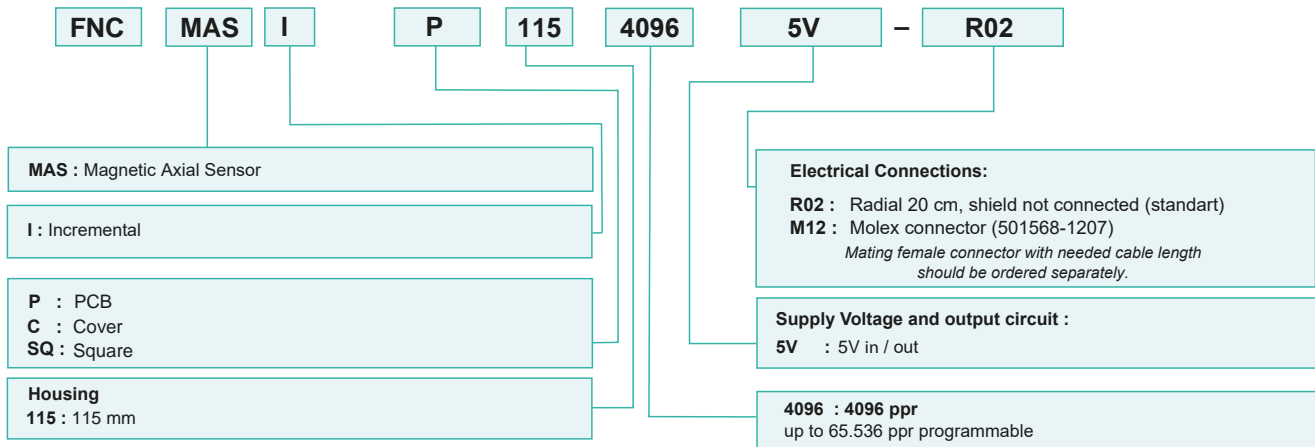 FNC MAS I P 115 4096 5V – R02
MAS : Magnetic Axial Sensor
I : Incremental
P : PCB
C : Cover
SQ : Square
Housing
115 : 115 mm
Electrical Connections:
R02 : Radial 20 cm, shield not connected (standart)
M12 : Molex connector (501568-1207)
Mating female connector with needed cable length
should be ordered separately.
Supply Voltage and output circuit :
5V : 5V in / out
4096 : 4096 ppr
up to 65.536 ppr programmable